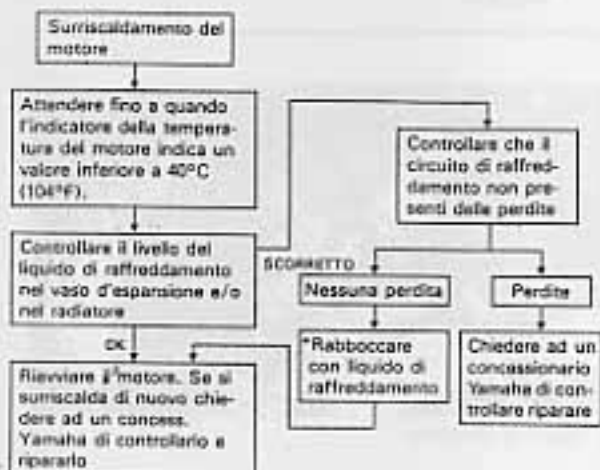 Surriscaldamento del
motore
Attendere fino a quando
l'indicatore della tempera-
tura del motore indica un
valore inferiore a 40°C
(104°F).
Controllare il livello del
liquido di raffreddamento
nel vaso d'espansione e/o
nel radiatore
OK
Riavviare il motore. Se si
surriscalda di nuovo chie-
dere ad un concess.
Yamaha di controllarlo e
ripararlo
SCORRETTO
Controllare che il
circuito di raffred-
damento non pre-
senti delle perdite
Nessuna perdita
Perdite
*Rabboccare
con liquido di
raffreddamento
Chiedere ad un
concessionario
Yamaha di con-
trollare riparare